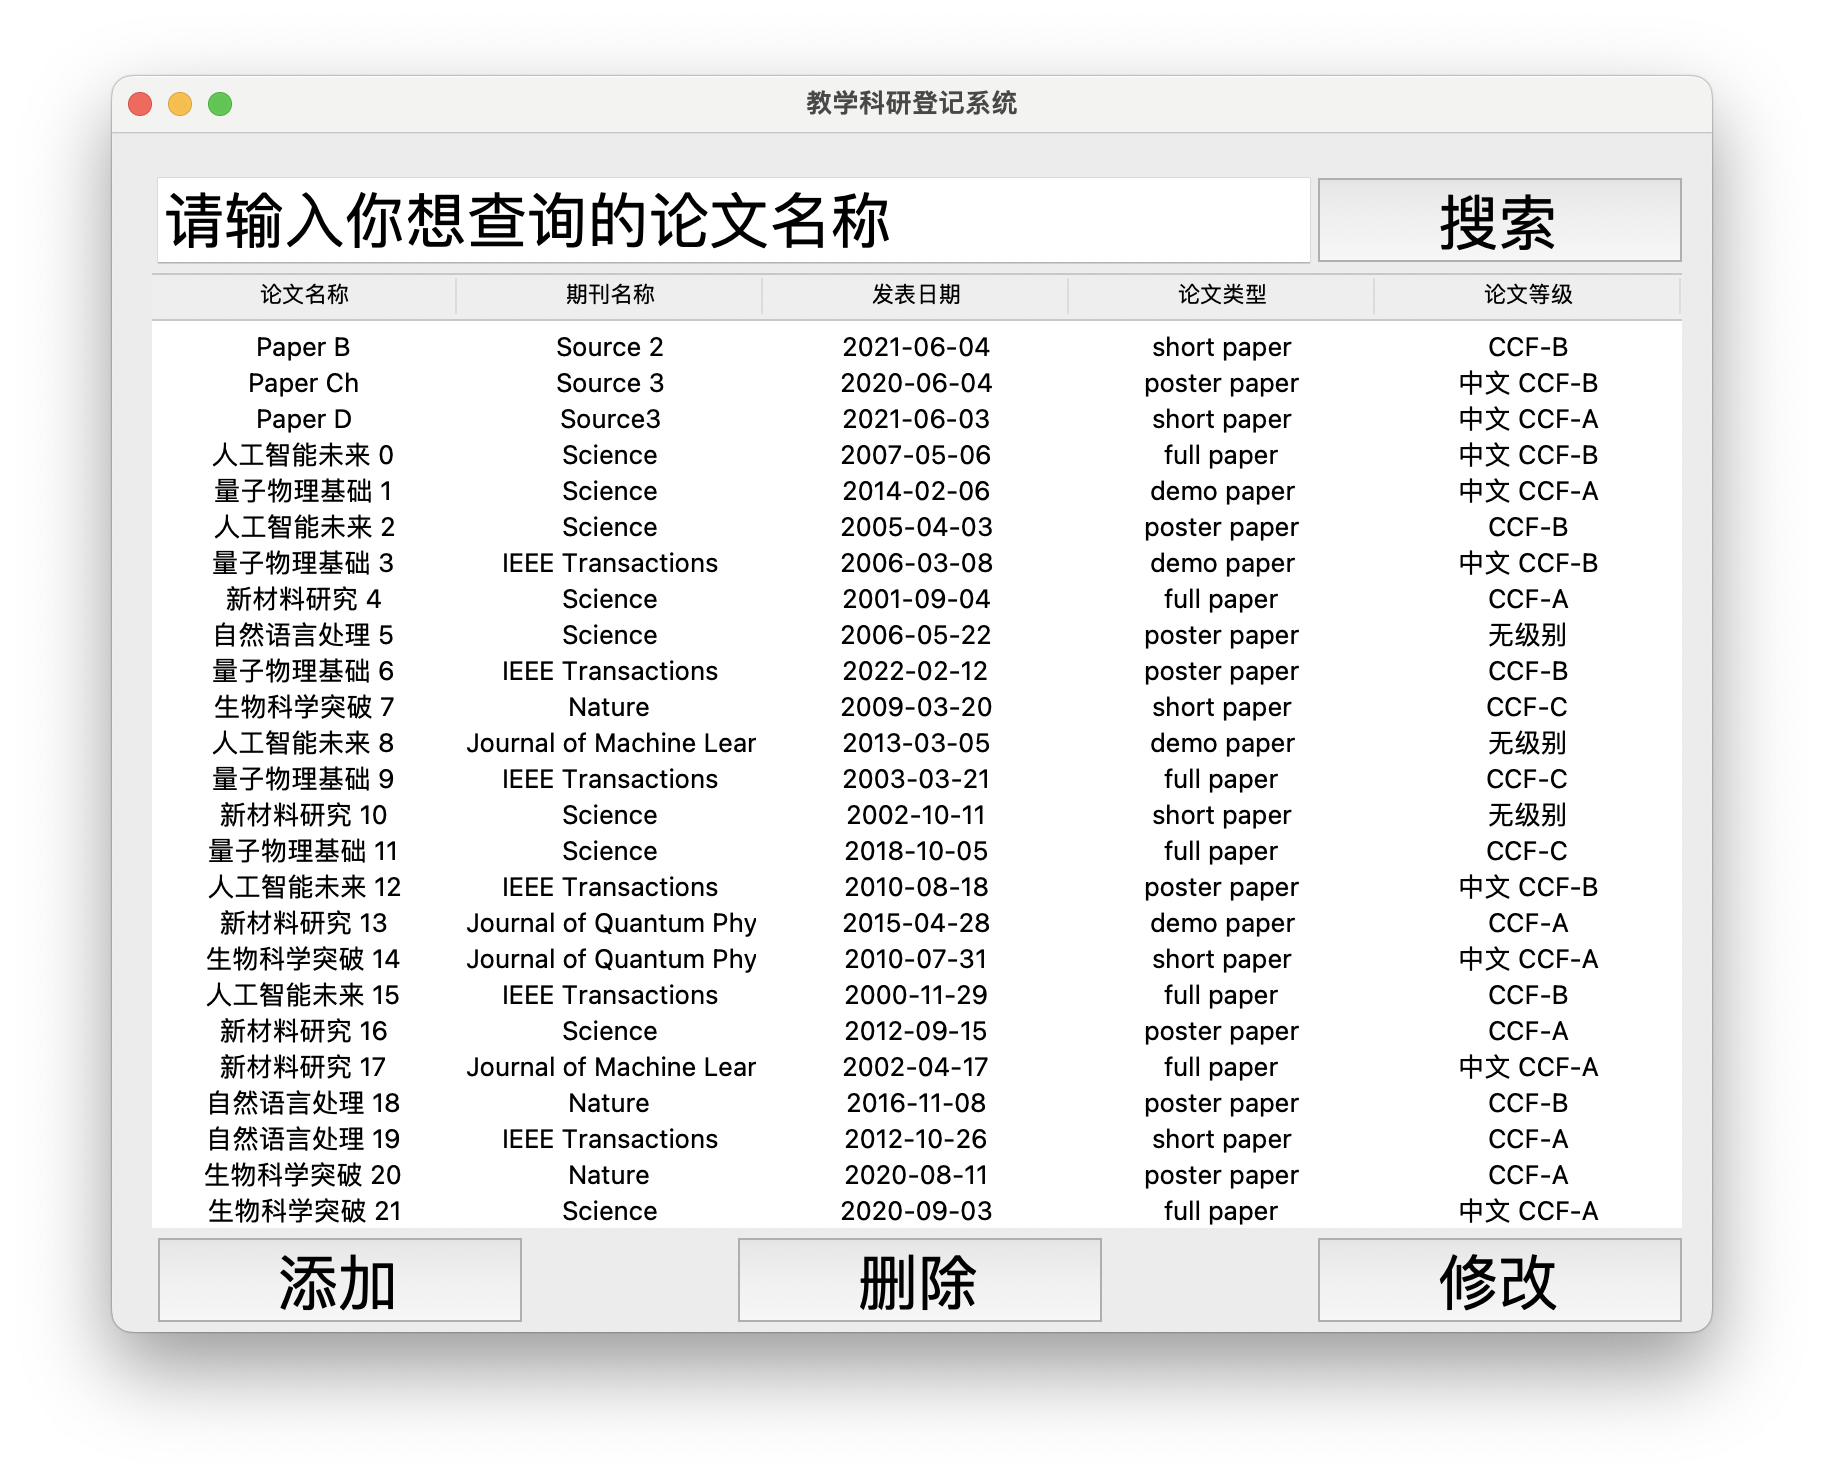 教学科研登记系统
请输入你想查询的论文名称 搜索
论文名称 期刊名称 发表日期 论文类型 论文等级
Paper B Source 2 2021-06-04 short paper CCF-B
Paper Ch Source 3 2020-06-04 poster paper 中文 CCF-B
Paper D Source3 2021-06-03 short paper 中文 CCF-A
人工智能未来 0 Science 2007-05-06 full paper 中文 CCF-B
量子物理基础 1 Science 2014-02-06 demo paper 中文 CCF-A
人工智能未来 2 Science 2005-04-03 poster paper CCF-B
量子物理基础 3 IEEE Transactions 2006-03-08 demo paper 中文 CCF-B
新材料研究 4 Science 2001-09-04 full paper CCF-A
自然语言处理 5 Science 2006-05-22 poster paper 无级别
量子物理基础 6 IEEE Transactions 2022-02-12 poster paper CCF-B
生物科学突破 7 Nature 2009-03-20 short paper CCF-C
人工智能未来 8 Journal of Machine Lear 2013-03-05 demo paper 无级别
量子物理基础 9 IEEE Transactions 2003-03-21 full paper CCF-C
新材料研究 10 Science 2002-10-11 short paper 无级别
量子物理基础 11 Science 2018-10-05 full paper CCF-C
人工智能未来 12 IEEE Transactions 2010-08-18 poster paper 中文 CCF-B
新材料研究 13 Journal of Quantum Phy 2015-04-28 demo paper CCF-A
生物科学突破 14 Journal of Quantum Phy 2010-07-31 short paper 中文 CCF-A
人工智能未来 15 IEEE Transactions 2000-11-29 full paper CCF-B
新材料研究 16 Science 2012-09-15 poster paper CCF-A
新材料研究 17 Journal of Machine Lear 2002-04-17 full paper 中文 CCF-A
自然语言处理 18 Nature 2016-11-08 poster paper CCF-B
自然语言处理 19 IEEE Transactions 2012-10-26 short paper CCF-A
生物科学突破 20 Nature 2020-08-11 poster paper CCF-A
生物科学突破 21 Science 2020-09-03 full paper 中文 CCF-A
添加 删除 修改